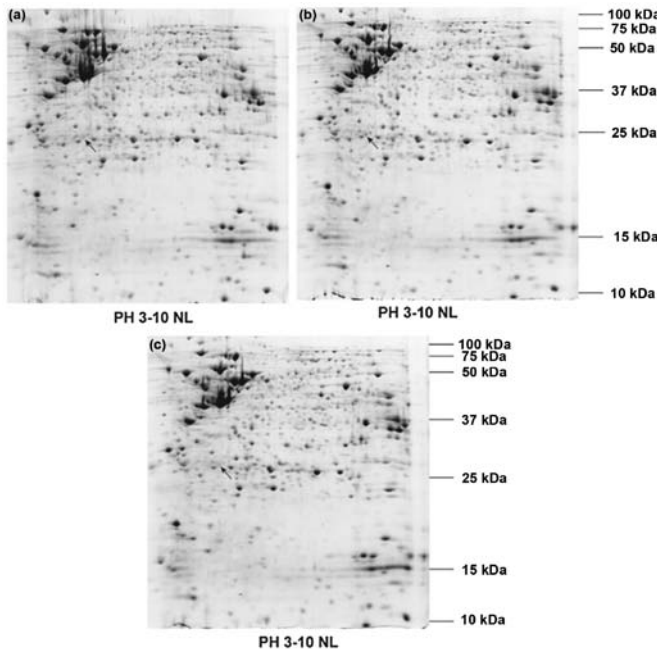 (a)
(b)
100 kDa
75 kDa
50 kDa
37 kDa
25 kDa
15 kDa
10 kDa
PH 3-10 NL
PH 3-10 NL
(c)
100 kDa
75 kDa
50 kDa
37 kDa
25 kDa
15 kDa
10 kDa
PH 3-10 NL